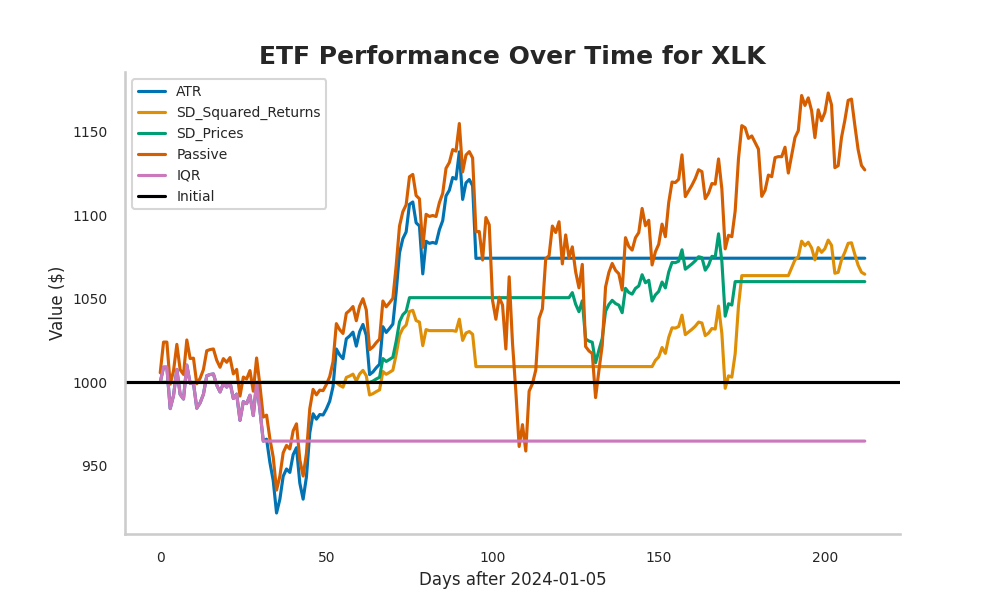 ETF Performance Over Time for XLK
ATR
SD_Squared_Returns
SD_Prices
Passive
IQR
Initial
1150
1100
1050
1000
950
Value ($)
0 50 100 150 200
Days after 2024-01-05